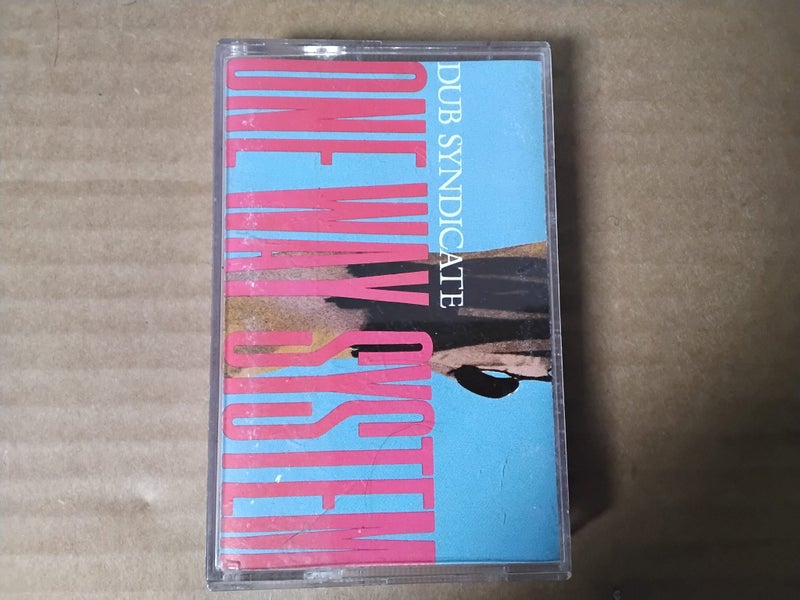 DUB SYNDICATE
ONE WAY SYSTEM